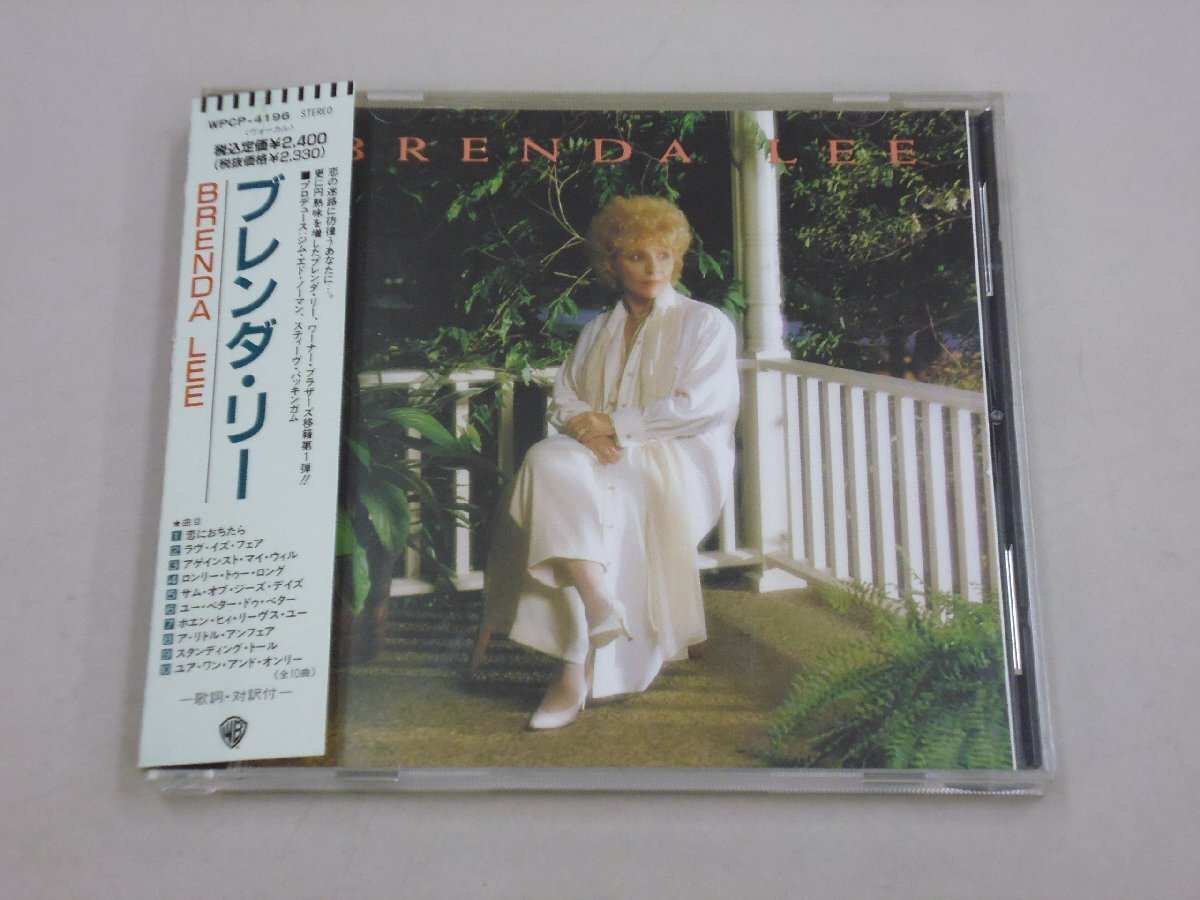 WPCP-4196 STEREO
〈ヴォーカル〉
税込定価¥2,400
(税抜価格¥2,330)
恋の迷路に彷徨うあなたに…。
更に円熟味を増したブレンダ・リー、ワーナー・ブラザーズ移籍第1弾!!
■プロデュース:ジム・エド・ノーマン、スティーヴ・バッキンガム
ブレンダ・リー
BRENDA LEE
★曲目
1 恋におちたら
2 ラヴ・イズ・フェア
3 アゲインスト・マイ・ウィル
4 ロンリー・トゥー・ロング
5 サム・オブ・ジーズ・デイズ
6 ユー・ベター・ドゥ・ベター
7 ホエン・ヒィ・リーヴス・ユー
8 ア・リトル・アンフェア
9 スタンディング・トール
10 ユア・ワン・アンド・オンリー
〈全10曲〉
—歌詞・対訳付—
WB
BRENDA LEE